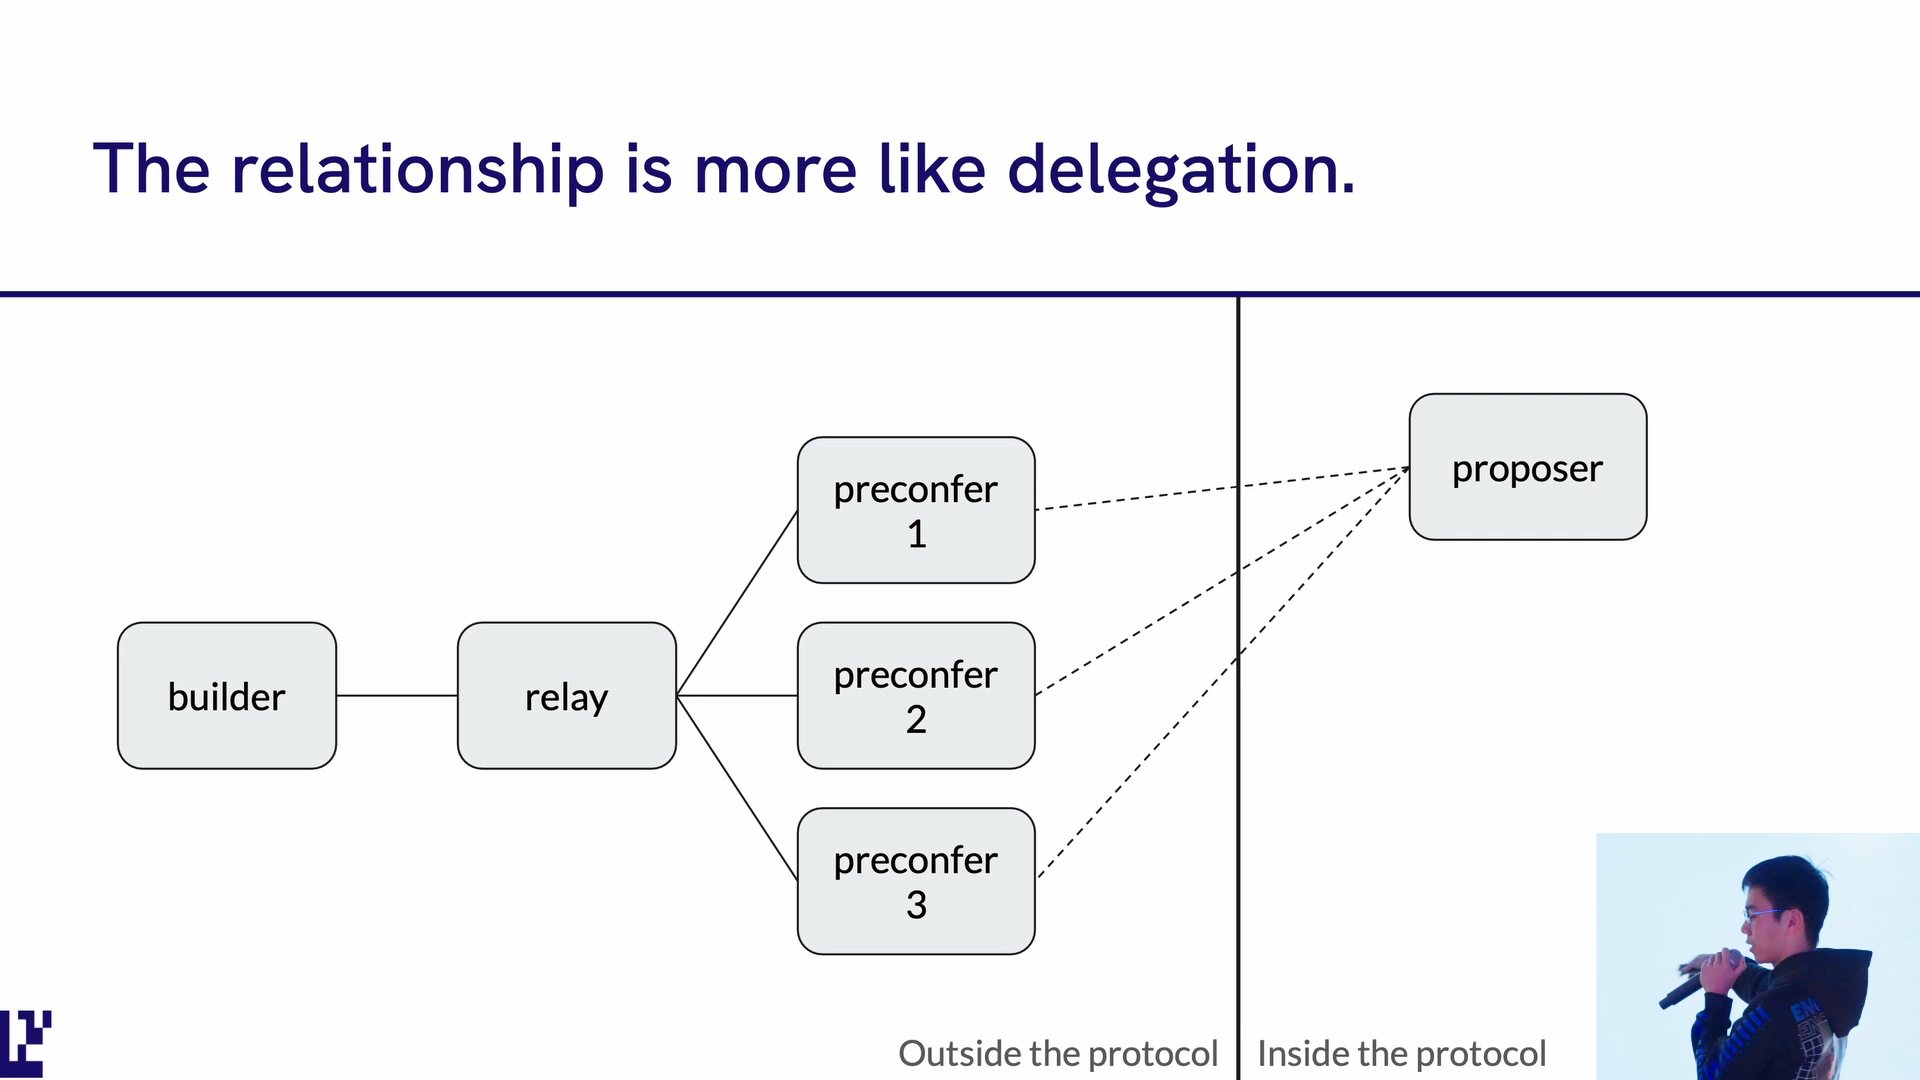 The relationship is more like delegation.
preconfer
1
proposer
builder
relay
preconfer
2
preconfer
3
Outside the protocol
Inside the protocol